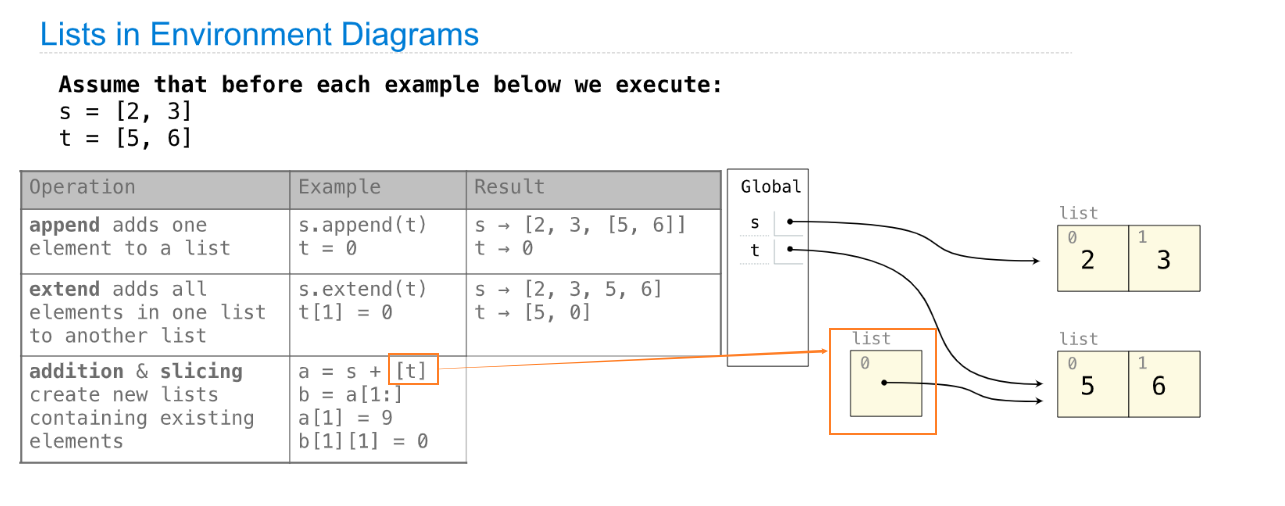 Lists in Environment Diagrams
Assume that before each example below we execute:
s = [2, 3]
t = [5, 6]
Operation Example Result
append adds one s.append(t) s → [2, 3, [5, 6]]
element to a list t = 0 t → 0
extend adds all s.extend(t) s → [2, 3, 5, 6]
elements in one list t[1] = 0 t → [5, 0]
to another list
addition & slicing a = s + [t]
create new lists b = a[1:]
containing existing a[1] = 9
elements b[1][1] = 0
Global
s
t
list
0 1
2 3
list
0
list
0 1
5 6